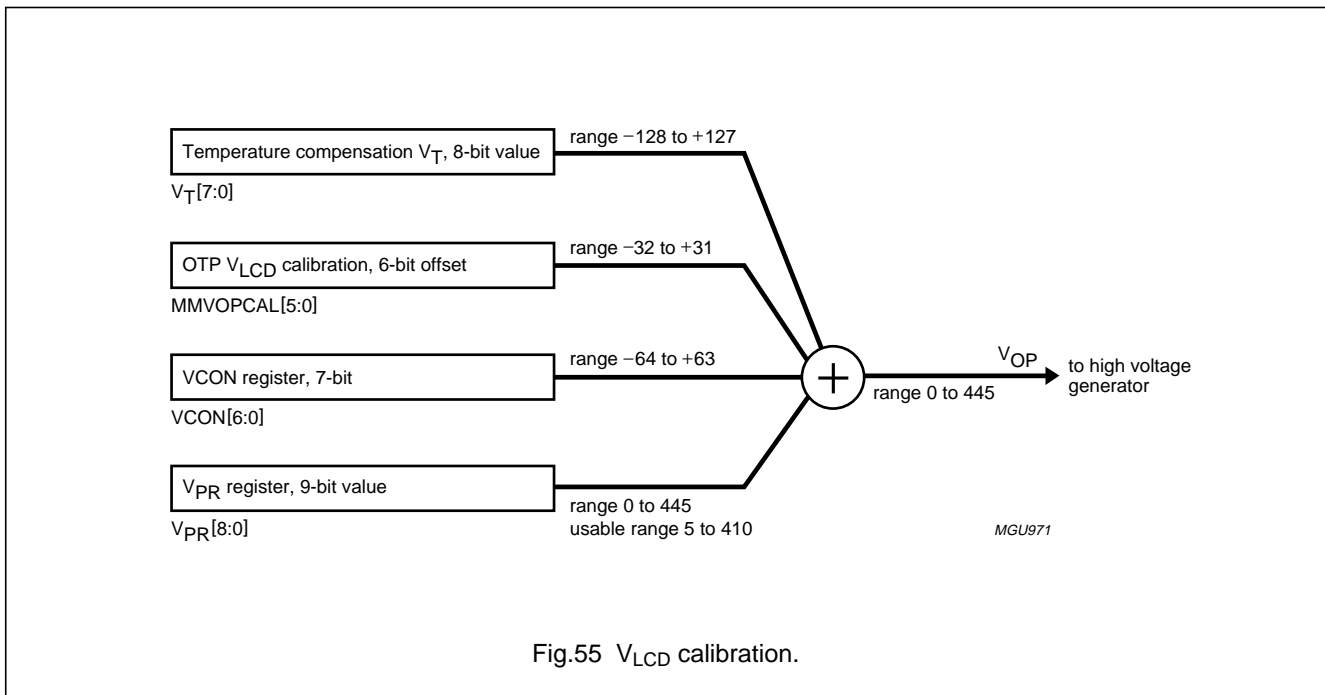 Temperature compensation VT, 8-bit value
range −128 to +127
VT[7:0]
OTP VLCD calibration, 6-bit offset
range −32 to +31
MMVOPCAL[5:0]
VCON register, 7-bit
range −64 to +63
VCON[6:0]
VPR register, 9-bit value
range 0 to 445
usable range 5 to 410
VPR[8:0]
+
VOP
range 0 to 445
to high voltage
generator
MGU971
Fig.55 VLCD calibration.